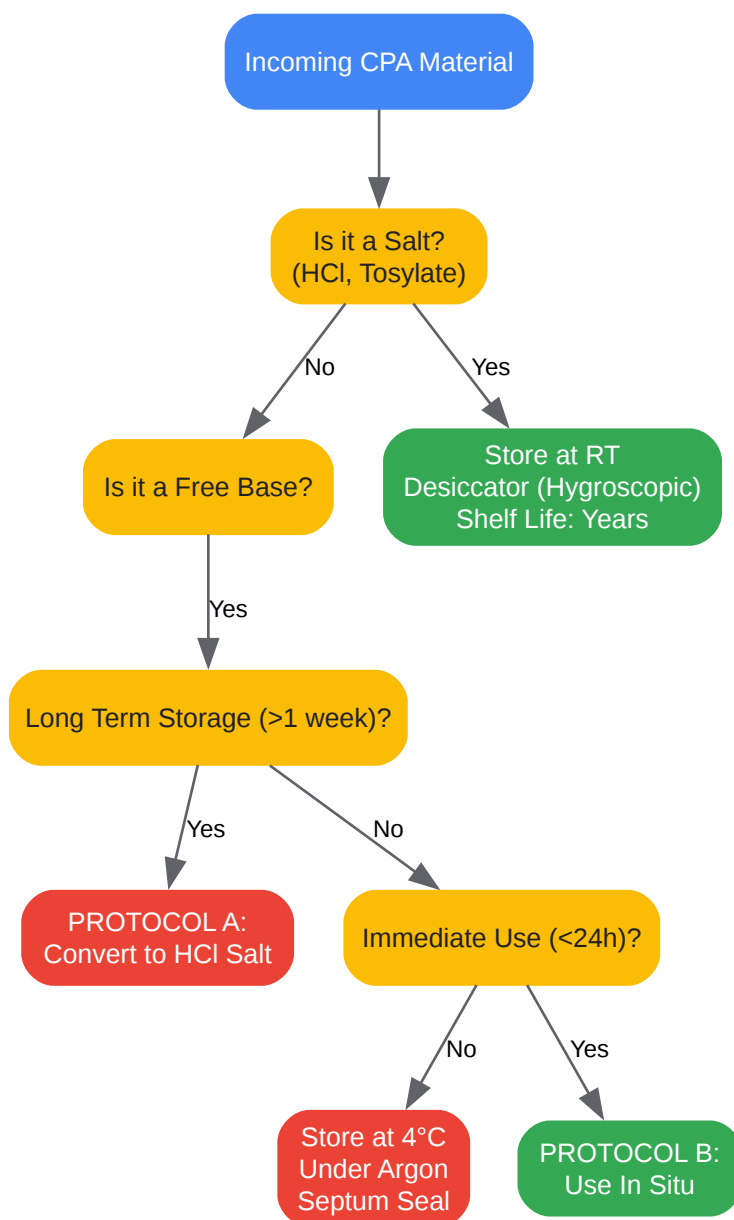 Incoming CPA Material
Is it a Salt?
(HCl, Tosylate)
No
Yes
Is it a Free Base?
Store at RT
Desiccator (Hygroscopic)
Shelf Life: Years
Yes
Long Term Storage (>1 week)?
Yes
No
PROTOCOL A:
Convert to HCl Salt
Immediate Use (<24h)?
No
Yes
Store at 4°C
Under Argon
Septum Seal
PROTOCOL B:
Use In Situ